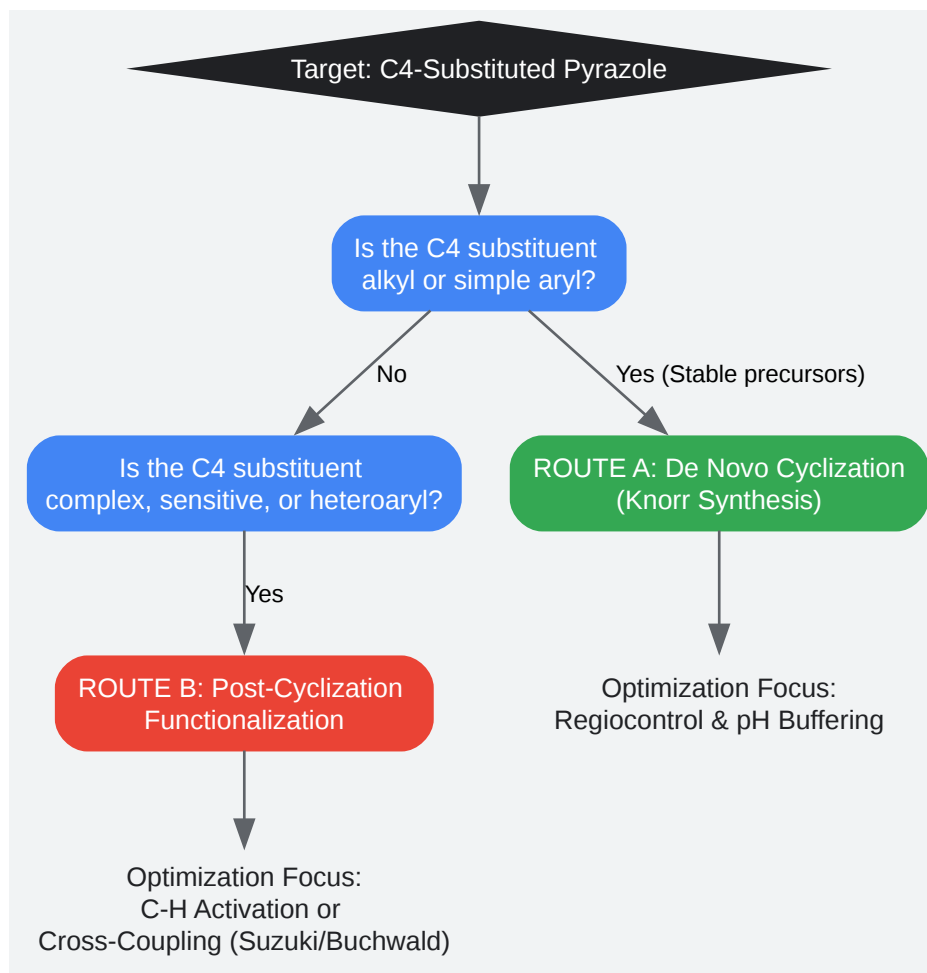 Target: C4-Substituted Pyrazole
Is the C4 substituent
alkyl or simple aryl?
No
Yes (Stable precursors)
Is the C4 substituent
complex, sensitive, or heteroaryl?
ROUTE A: De Novo Cyclization
(Knorr Synthesis)
Yes
ROUTE B: Post-Cyclization
Functionalization
Optimization Focus:
Regiocontrol & pH Buffering
Optimization Focus:
C-H Activation or
Cross-Coupling (Suzuki/Buchwald)